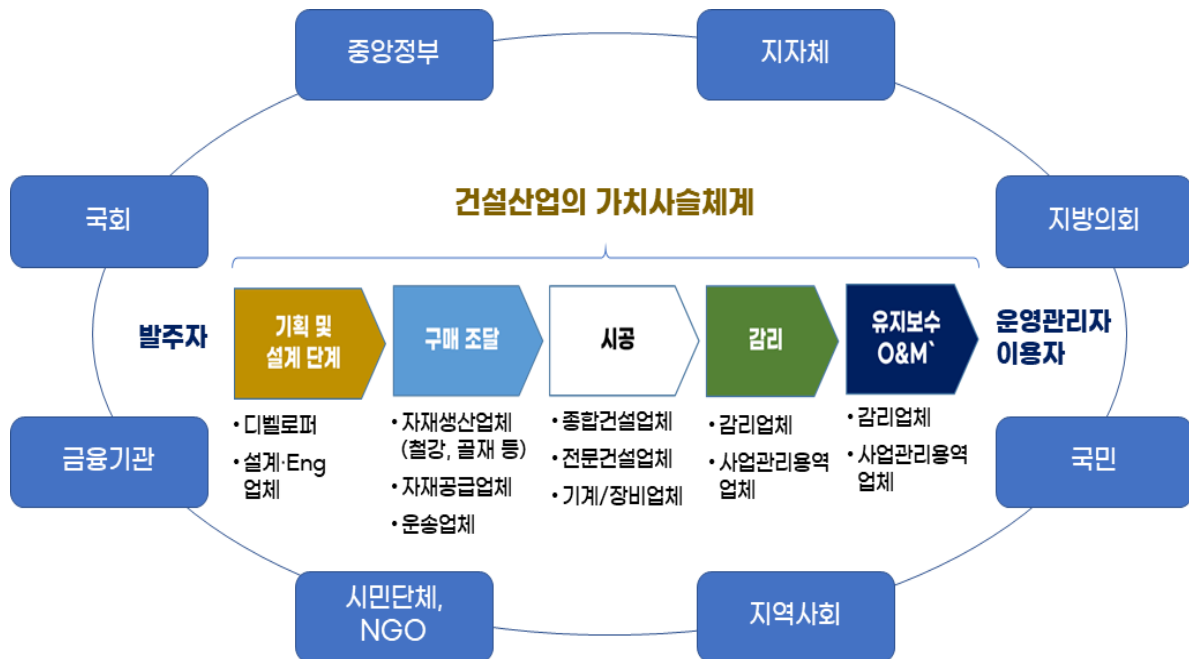 중앙정부
지자체
국회
건설산업의 가치사슬체계
지방의회
발주자
기획 및
설계 단계
구매 조달
시공
감리
유지보수
O&M`
운영관리자
이용자
• 디벨로퍼
• 설계·Eng
업체
• 자재생산업체
(철강, 골재 등)
• 자재공급업체
• 운송업체
• 종합건설업체
• 전문건설업체
• 기계/장비업체
• 감리업체
• 사업관리용역
업체
• 감리업체
• 사업관리용역
업체
금융기관
국민
시민단체,
NGO
지역사회